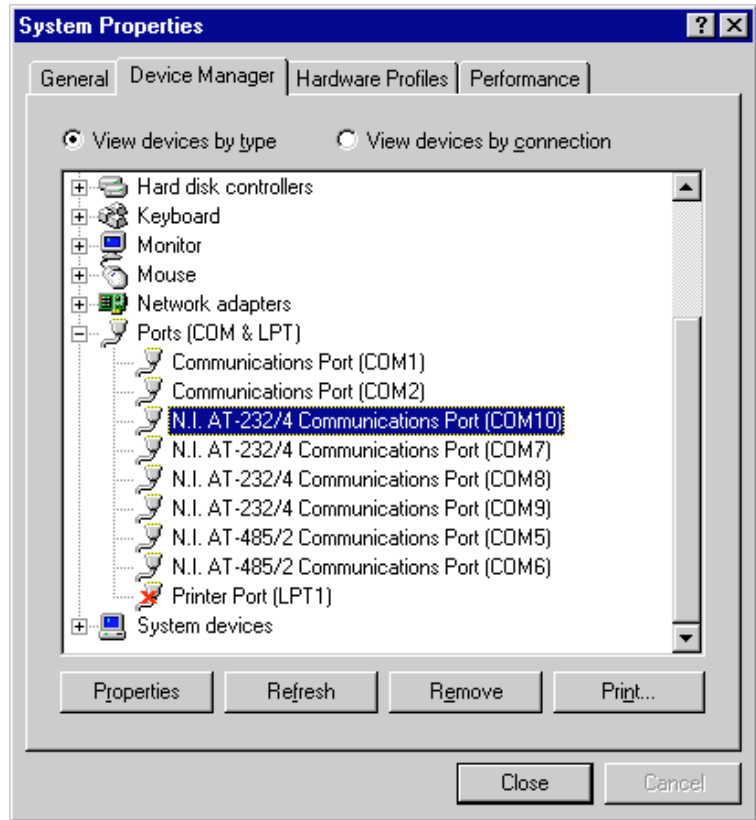 System Properties
General Device Manager Hardware Profiles Performance
View devices by type View devices by connection
Hard disk controllers
Keyboard
Monitor
Mouse
Network adapters
Ports (COM & LPT)
Communications Port (COM1)
Communications Port (COM2)
N.I. AT-232/4 Communications Port (COM10)
N.I. AT-232/4 Communications Port (COM7)
N.I. AT-232/4 Communications Port (COM8)
N.I. AT-232/4 Communications Port (COM9)
N.I. AT-485/2 Communications Port (COM5)
N.I. AT-485/2 Communications Port (COM6)
Printer Port (LPT1)
System devices
Properties Refresh Remove Print...
Close Cancel